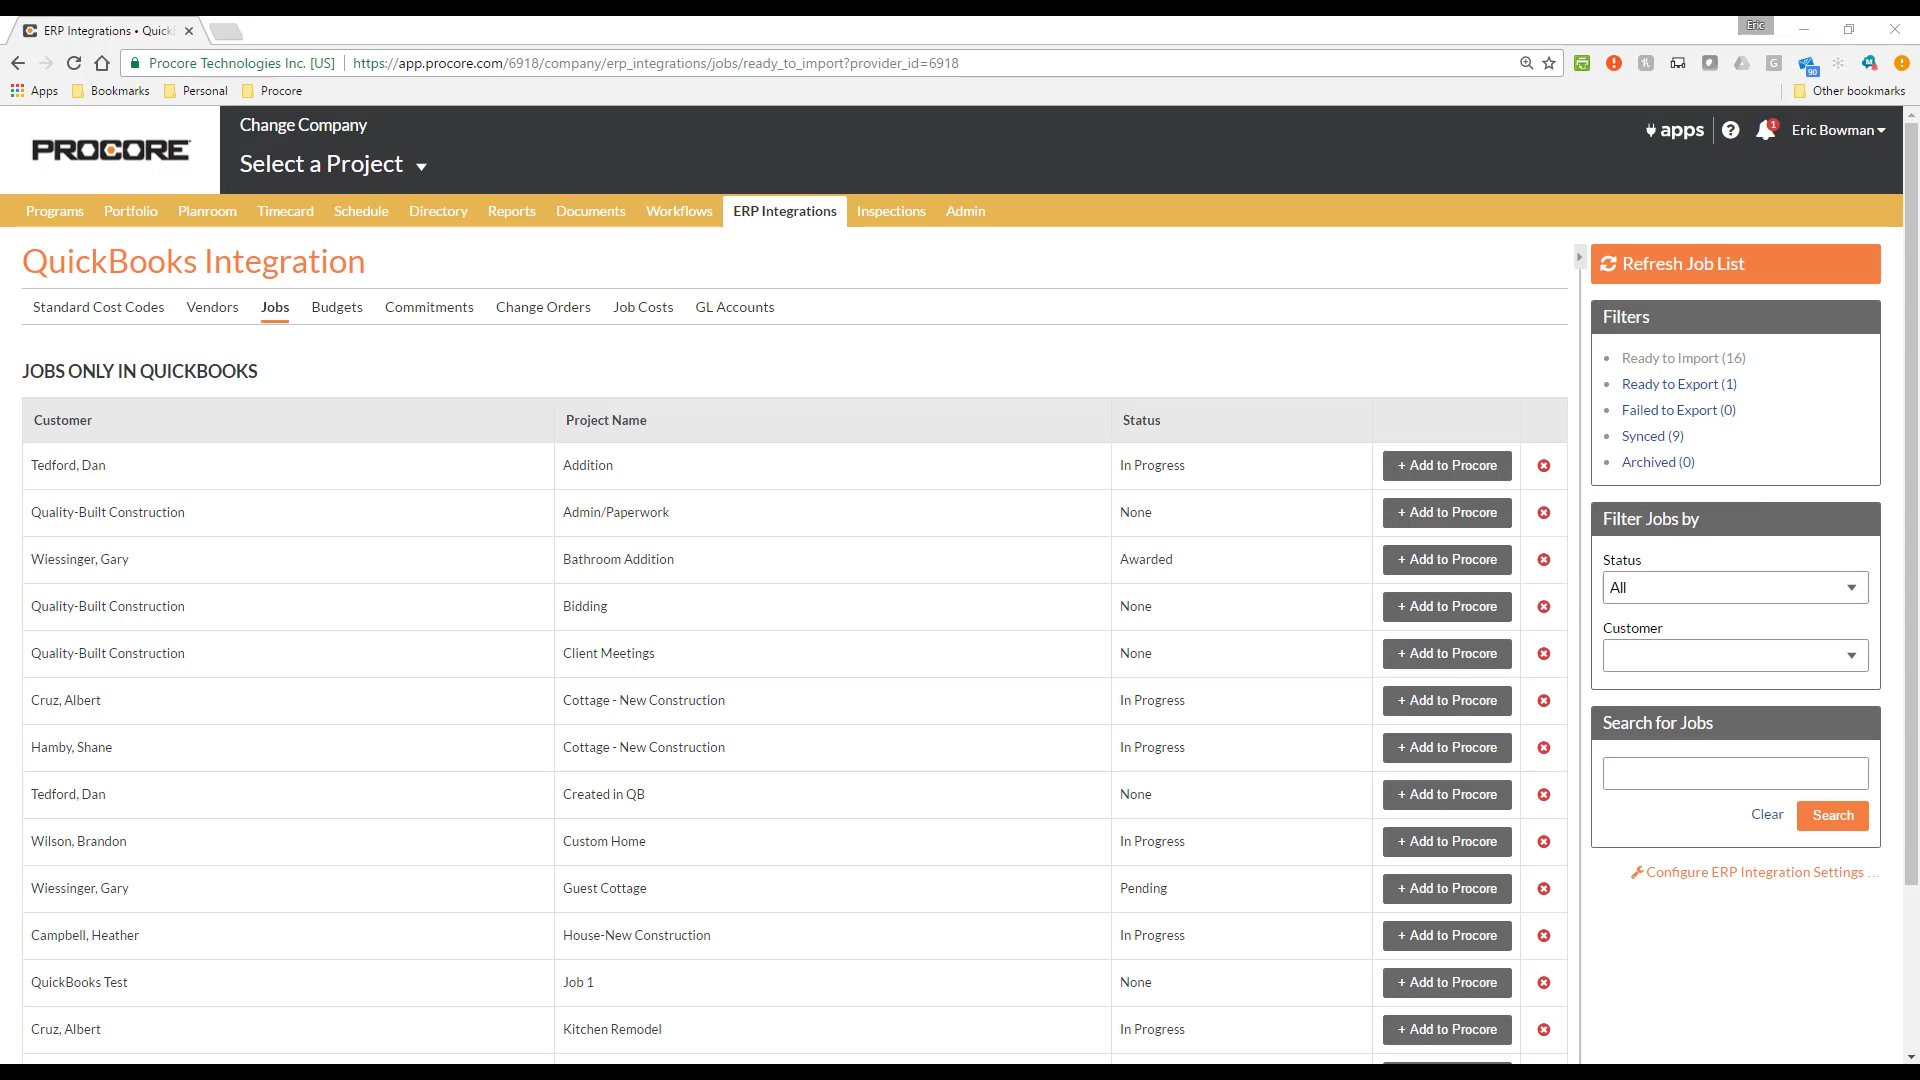 ERP Integrations • Quick
Eric
Procore Technologies Inc. [US]
https://app.procore.com/6918/company/erp_integrations/jobs/ready_to_import?provider_id=6918
G
90
Apps
Bookmarks
Personal
Procore
Other bookmarks
PROCORE
Change Company
Select a Project
apps
?
1
Eric Bowman
Programs
Portfolio
Planroom
Timecard
Schedule
Directory
Reports
Documents
Workflows
ERP Integrations
Inspections
Admin
QuickBooks Integration
Standard Cost Codes
Vendors
Jobs
Budgets
Commitments
Change Orders
Job Costs
GL Accounts
JOBS ONLY IN QUICKBOOKS
Customer Project Name Status
Tedford, Dan Addition In Progress + Add to Procore
Quality-Built Construction Admin/Paperwork None + Add to Procore
Wiessinger, Gary Bathroom Addition Awarded + Add to Procore
Quality-Built Construction Bidding None + Add to Procore
Quality-Built Construction Client Meetings None + Add to Procore
Cruz, Albert Cottage - New Construction In Progress + Add to Procore
Hamby, Shane Cottage - New Construction In Progress + Add to Procore
Tedford, Dan Created in QB None + Add to Procore
Wilson, Brandon Custom Home In Progress + Add to Procore
Wiessinger, Gary Guest Cottage Pending + Add to Procore
Campbell, Heather House-New Construction In Progress + Add to Procore
QuickBooks Test Job 1 None + Add to Procore
Cruz, Albert Kitchen Remodel In Progress + Add to Procore
Refresh Job List
Filters
Ready to Import (16)
Ready to Export (1)
Failed to Export (0)
Synced (9)
Archived (0)
Filter Jobs by
Status
All
Customer
Search for Jobs
Clear
Search
Configure ERP Integration Settings ...